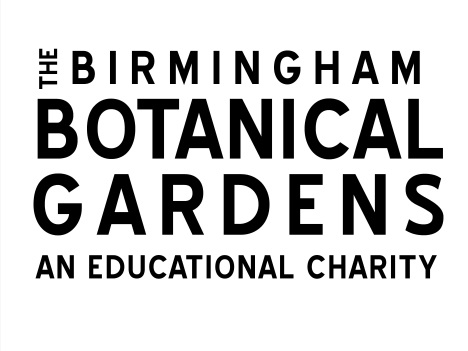 THE BIRMINGHAM
BOTANICAL
GARDENS
AN EDUCATIONAL CHARITY